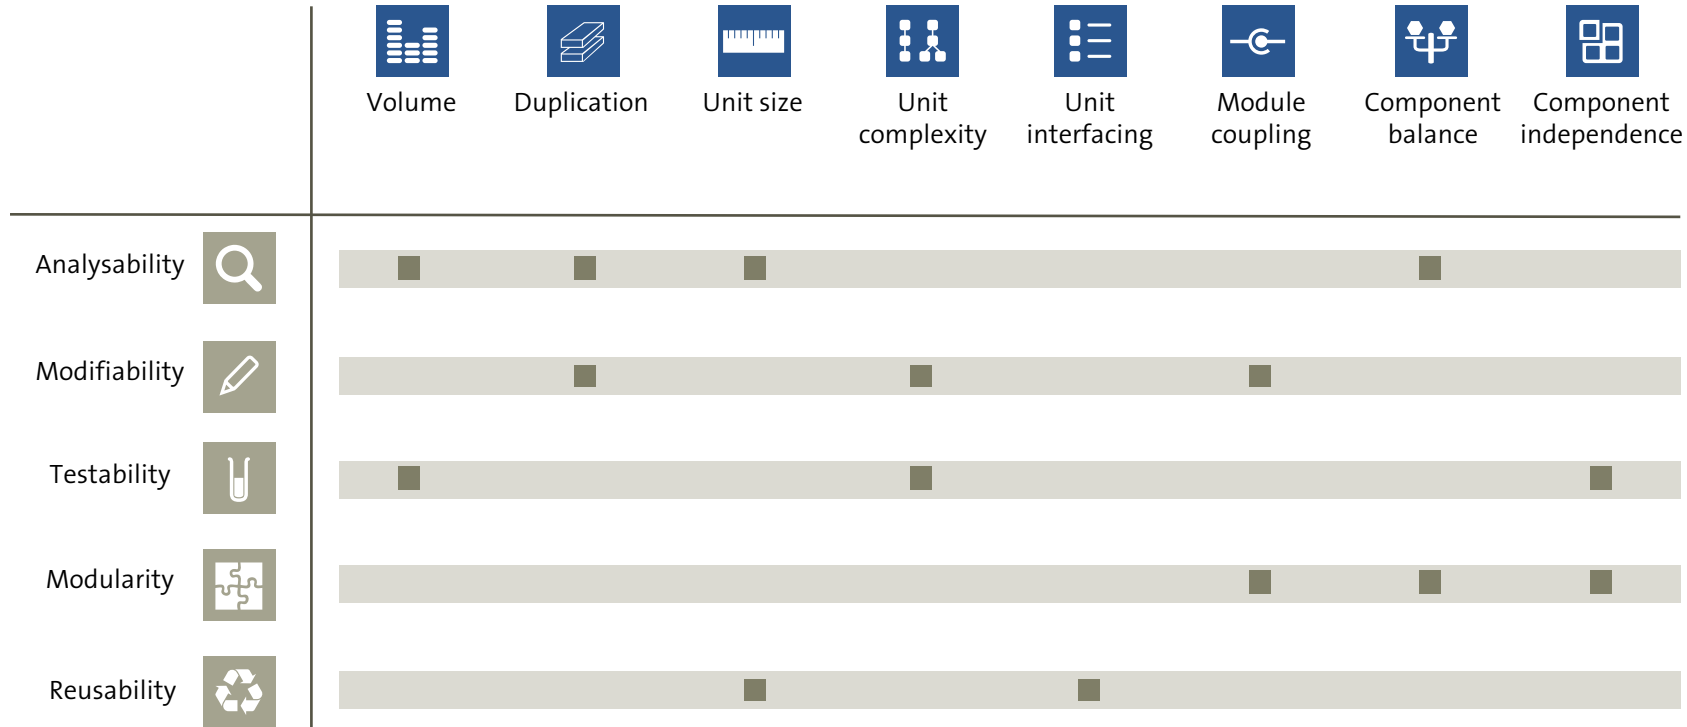 Volume
Duplication
Unit size
Unit
complexity
Unit
interfacing
Module
coupling
Component
balance
Component
independence
Analysability
Modifiability
Testability
Modularity
Reusability